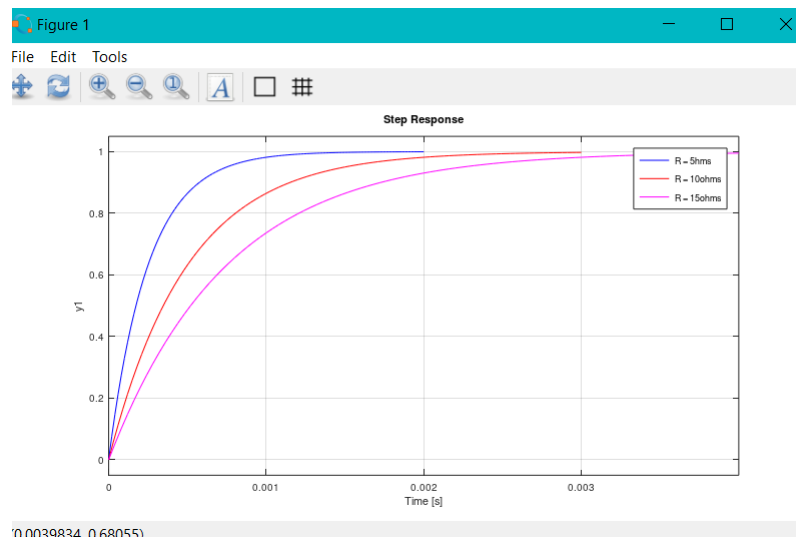 Figure 1
File Edit Tools
A
Step Response
1
0.8
0.6
0.4
0.2
0
y1
R = 5hms
R = 10ohms
R = 15ohms
0 0.001 0.002 0.003
Time [s]
(0.0039834, 0.68055)